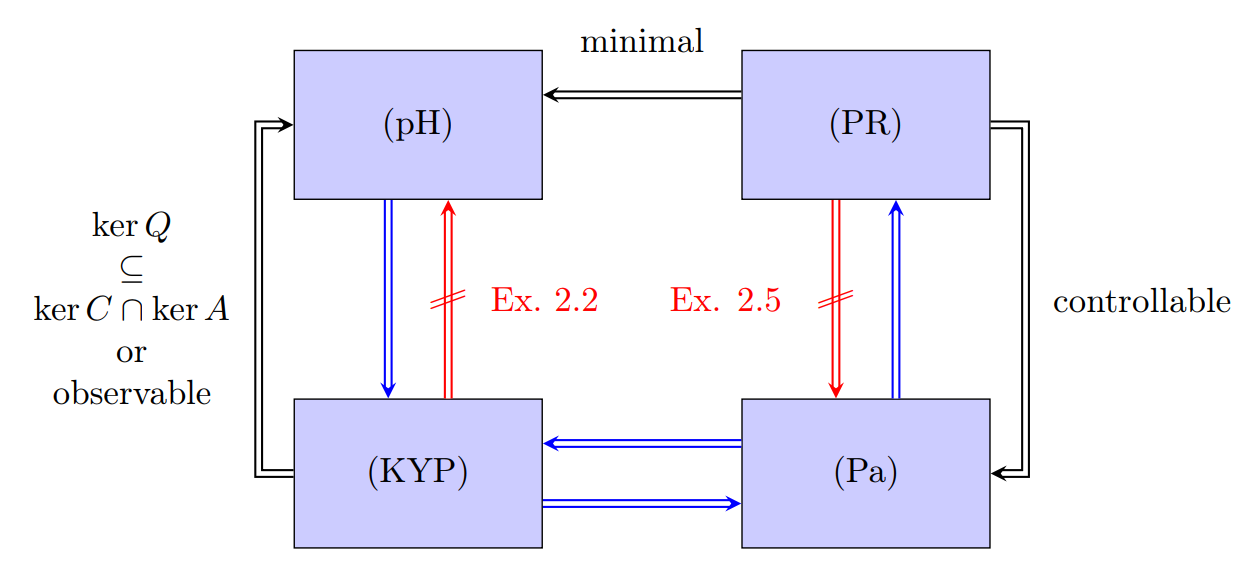 minimal
(pH)
(PR)
ker Q
⊆
ker C ∩ ker A
or
observable
Ex. 2.2
Ex. 2.5
controllable
(KYP)
(Pa)